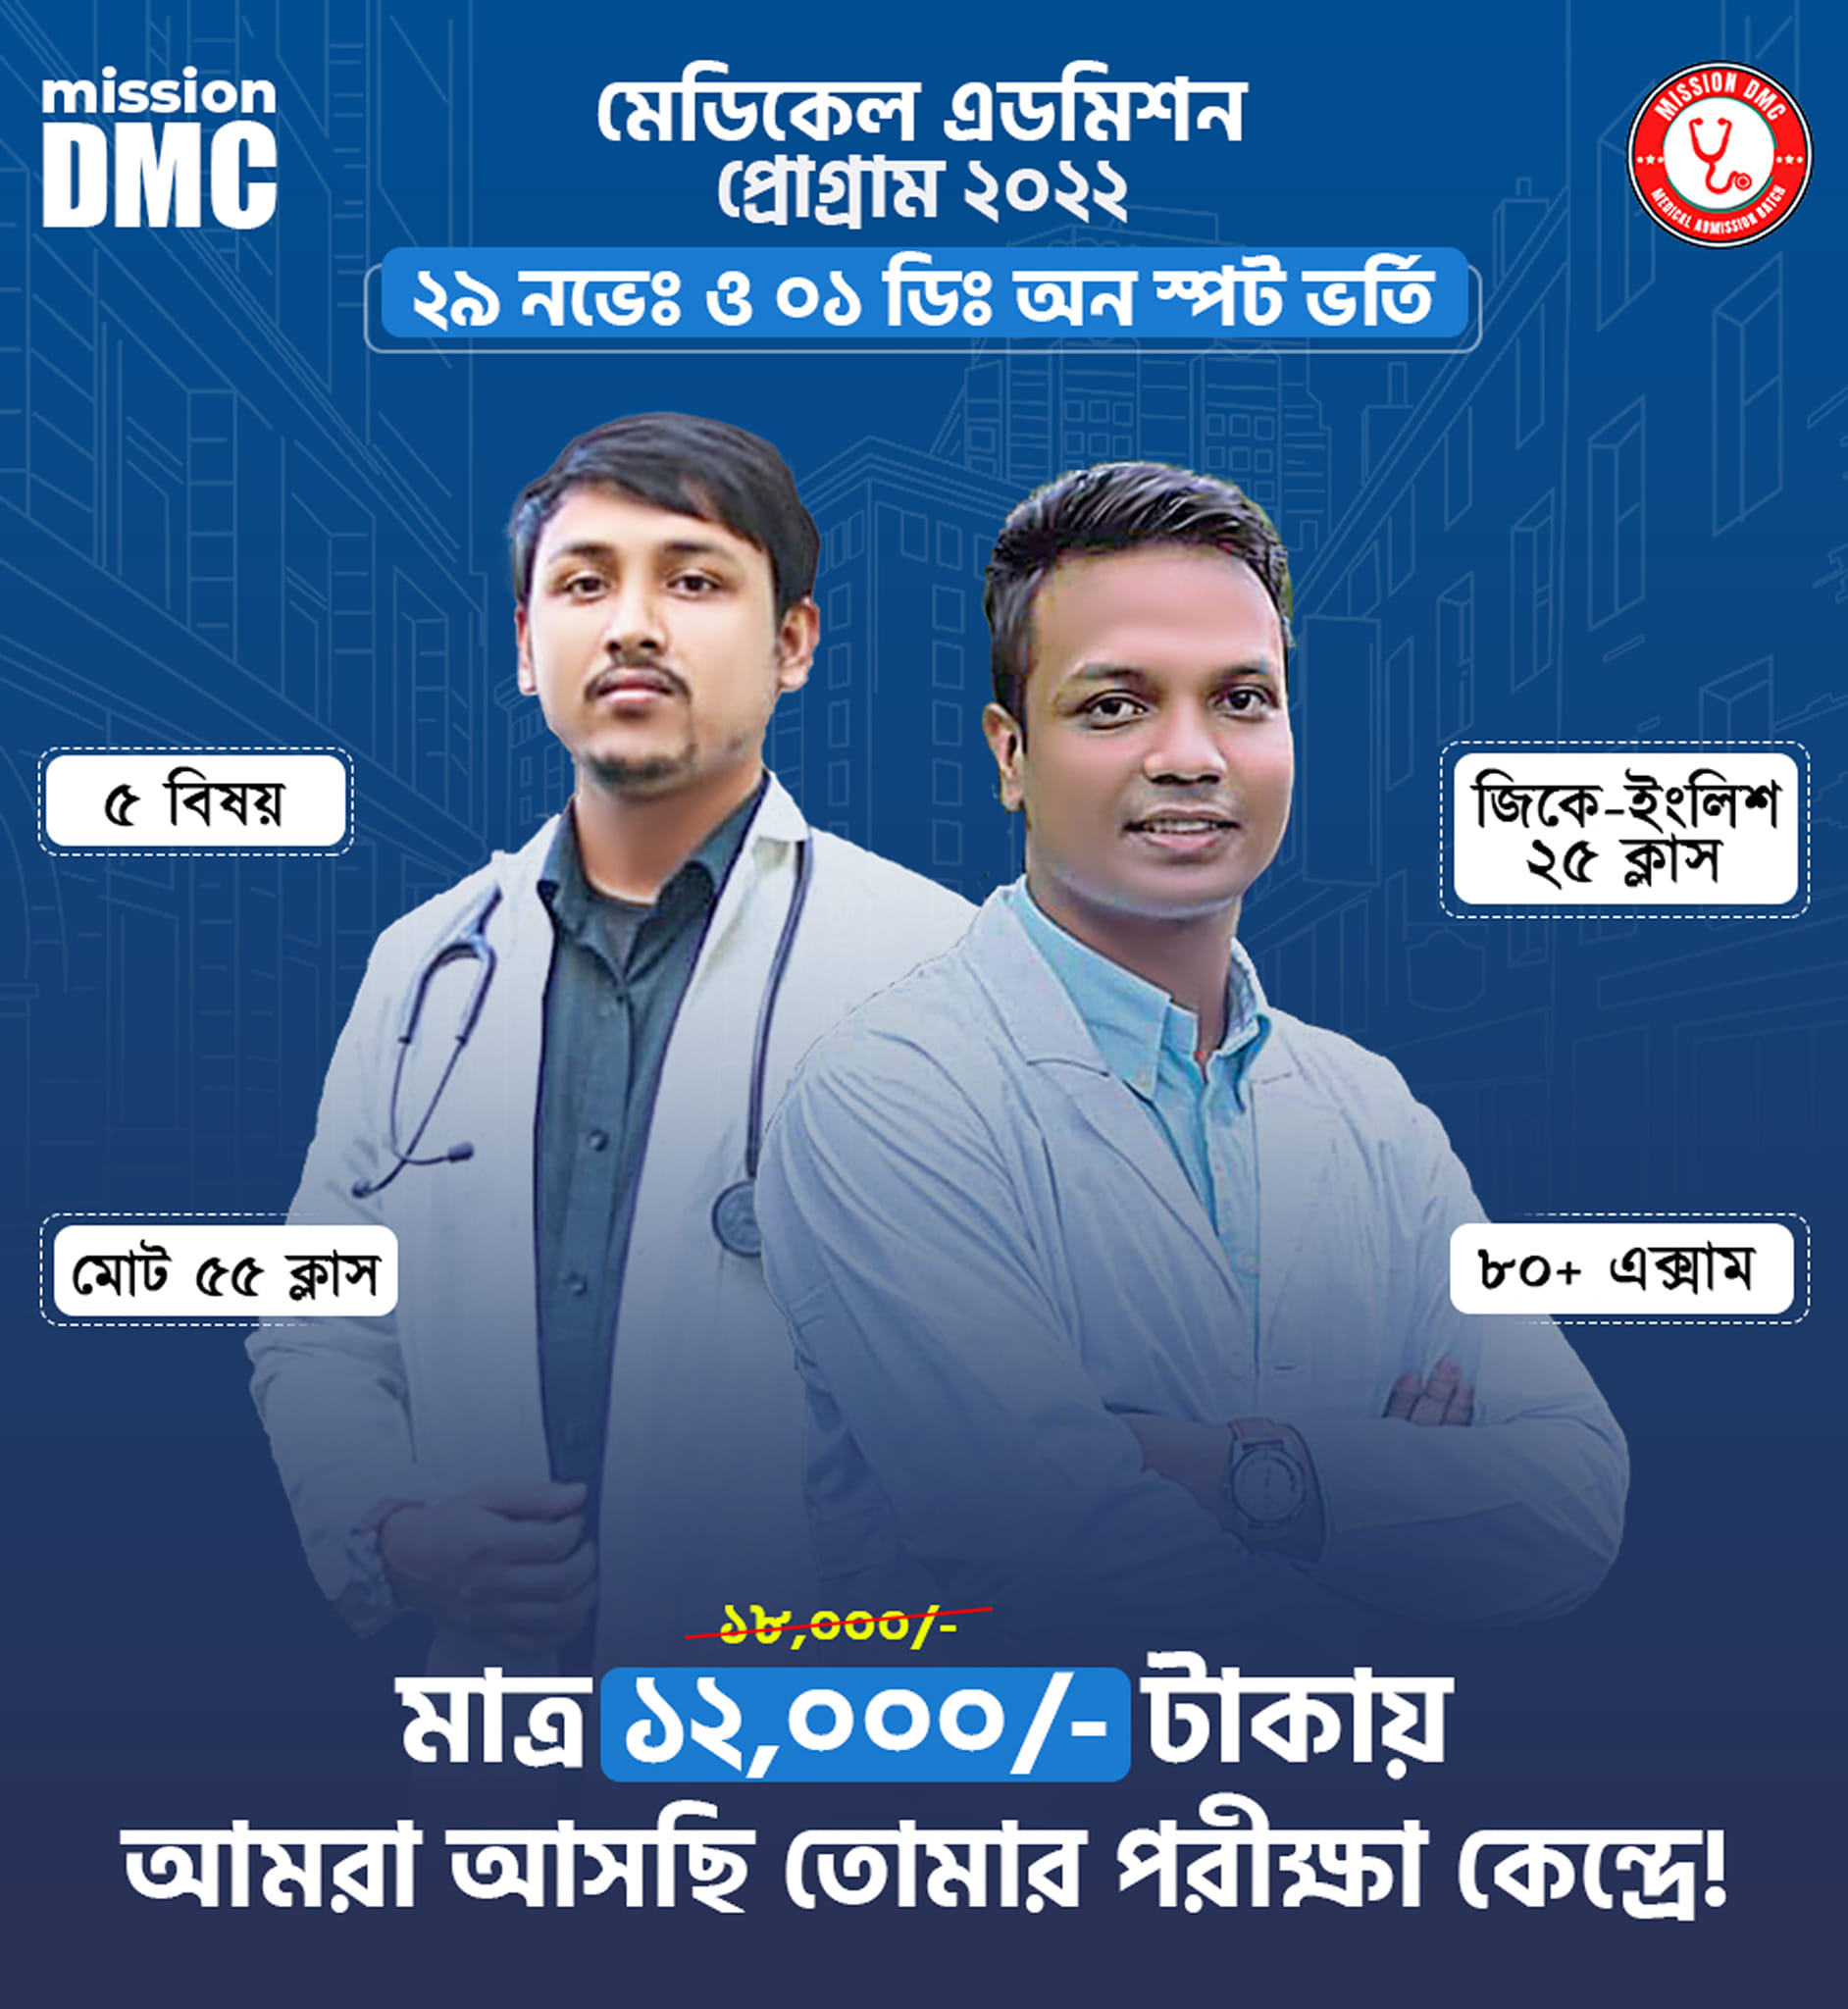 mission
DMC
মেডিকেল এডমিশন
প্রোগ্রাম ২০২২
MISSION DMC
MEDICAL ADMISSION BATCH
২৯ নভেঃ ও ০১ ডিঃ অন স্পট ভর্তি
৫ বিষয়
জিকে-ইংলিশ
২৫ ক্লাস
মোট ৫৫ ক্লাস
৮০+ এক্সাম
১৮,০০০/-
মাত্র ১২,০০০/- টাকায়
আমরা আসছি তোমার পরীক্ষা কেন্দ্রে!